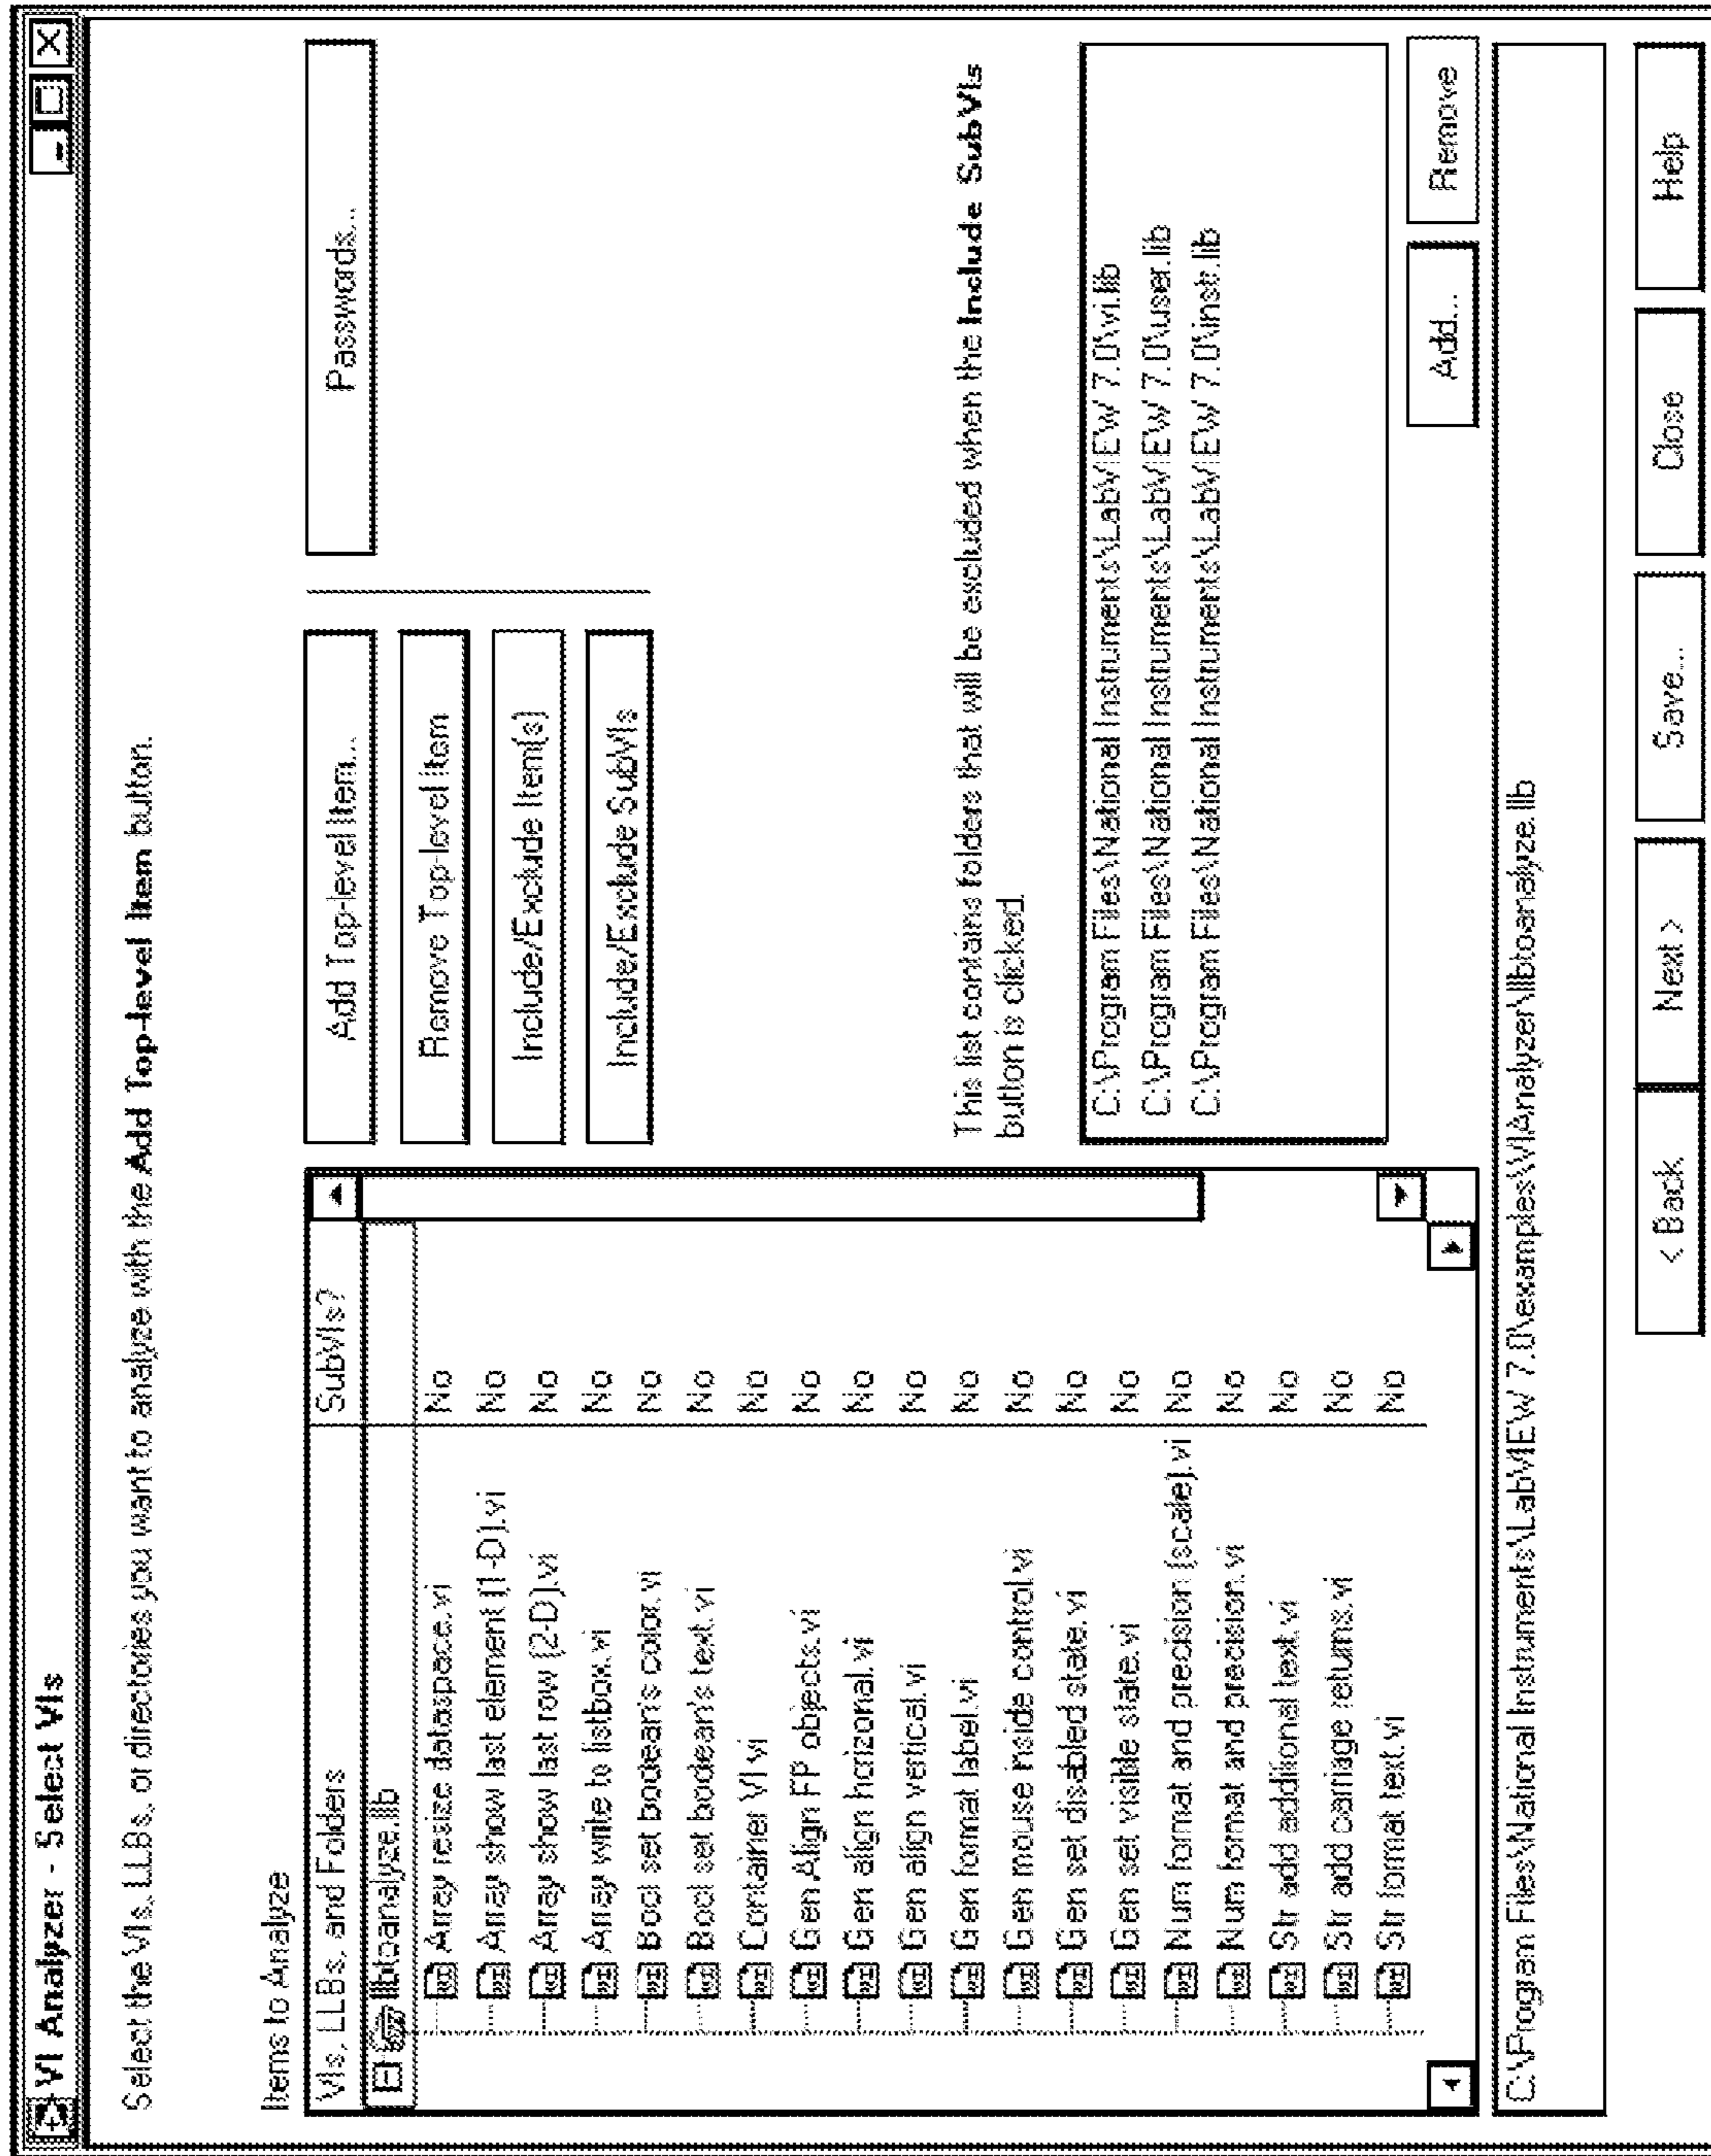 VI Analyzer - Select VIs
Select the VIs, LLBs, or directories you want to analyze with the Add Top-level Item button.
Items to Analyze
VIs, LLBs, and Folders
SubVIs?
llbtoanalyze.llb
Array resize dataspace.vi No
Array show last element (1-D).vi No
Array show last row (2-D).vi No
Array write to listbox.vi No
Bool set boolean's color.vi No
Bool set boolean's text.vi No
Container VI.vi No
Gen Align FP objects.vi No
Gen align horizonal.vi No
Gen align vertical.vi No
Gen format label.vi No
Gen mouse inside control.vi No
Gen set disabled state.vi No
Gen set visible state.vi No
Num format and precision (scale).vi No
Num format and precision.vi No
Str add additional text.vi No
Str add carriage returns.vi No
Str format text.vi No
Add Top-level Item...
Remove Top-level Item
Include/Exclude Item(s)
Include/Exclude SubVIs
Passwords...
This list contains folders that will be excluded when the Include SubVIs
button is clicked.
C:\Program Files\National Instruments\LabVIEW 7.0\vi.lib
C:\Program Files\National Instruments\LabVIEW 7.0\user.lib
C:\Program Files\National Instruments\LabVIEW 7.0\instr.lib
Add...
Remove
C:\Program Files\National Instruments\LabVIEW 7.0\examples\VIAnalyzer\llbtoanalyze.llb
< Back
Next >
Save...
Close
Help